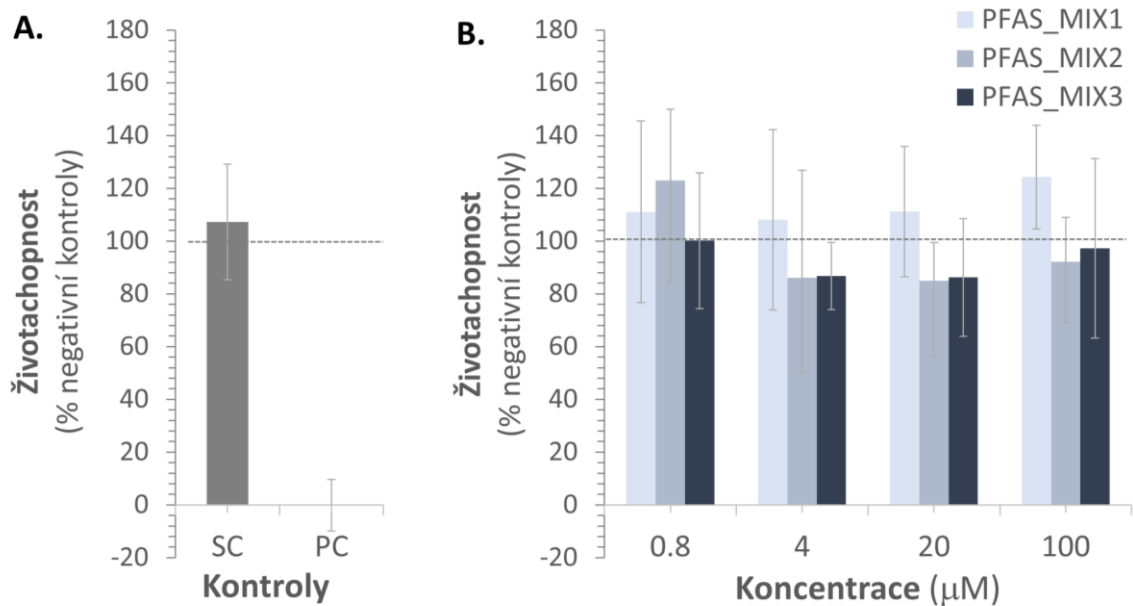 A.
Životachopnost
(% negativní kontroly)
180
160
140
120
100
80
60
40
20
0
-20
SC PC
Kontroly
B.
PFAS_MIX1
PFAS_MIX2
PFAS_MIX3
Životachopnost
(% negativní kontroly)
180
160
140
120
100
80
60
40
20
0
-20
0.8 4 20 100
Koncentrace (μM)